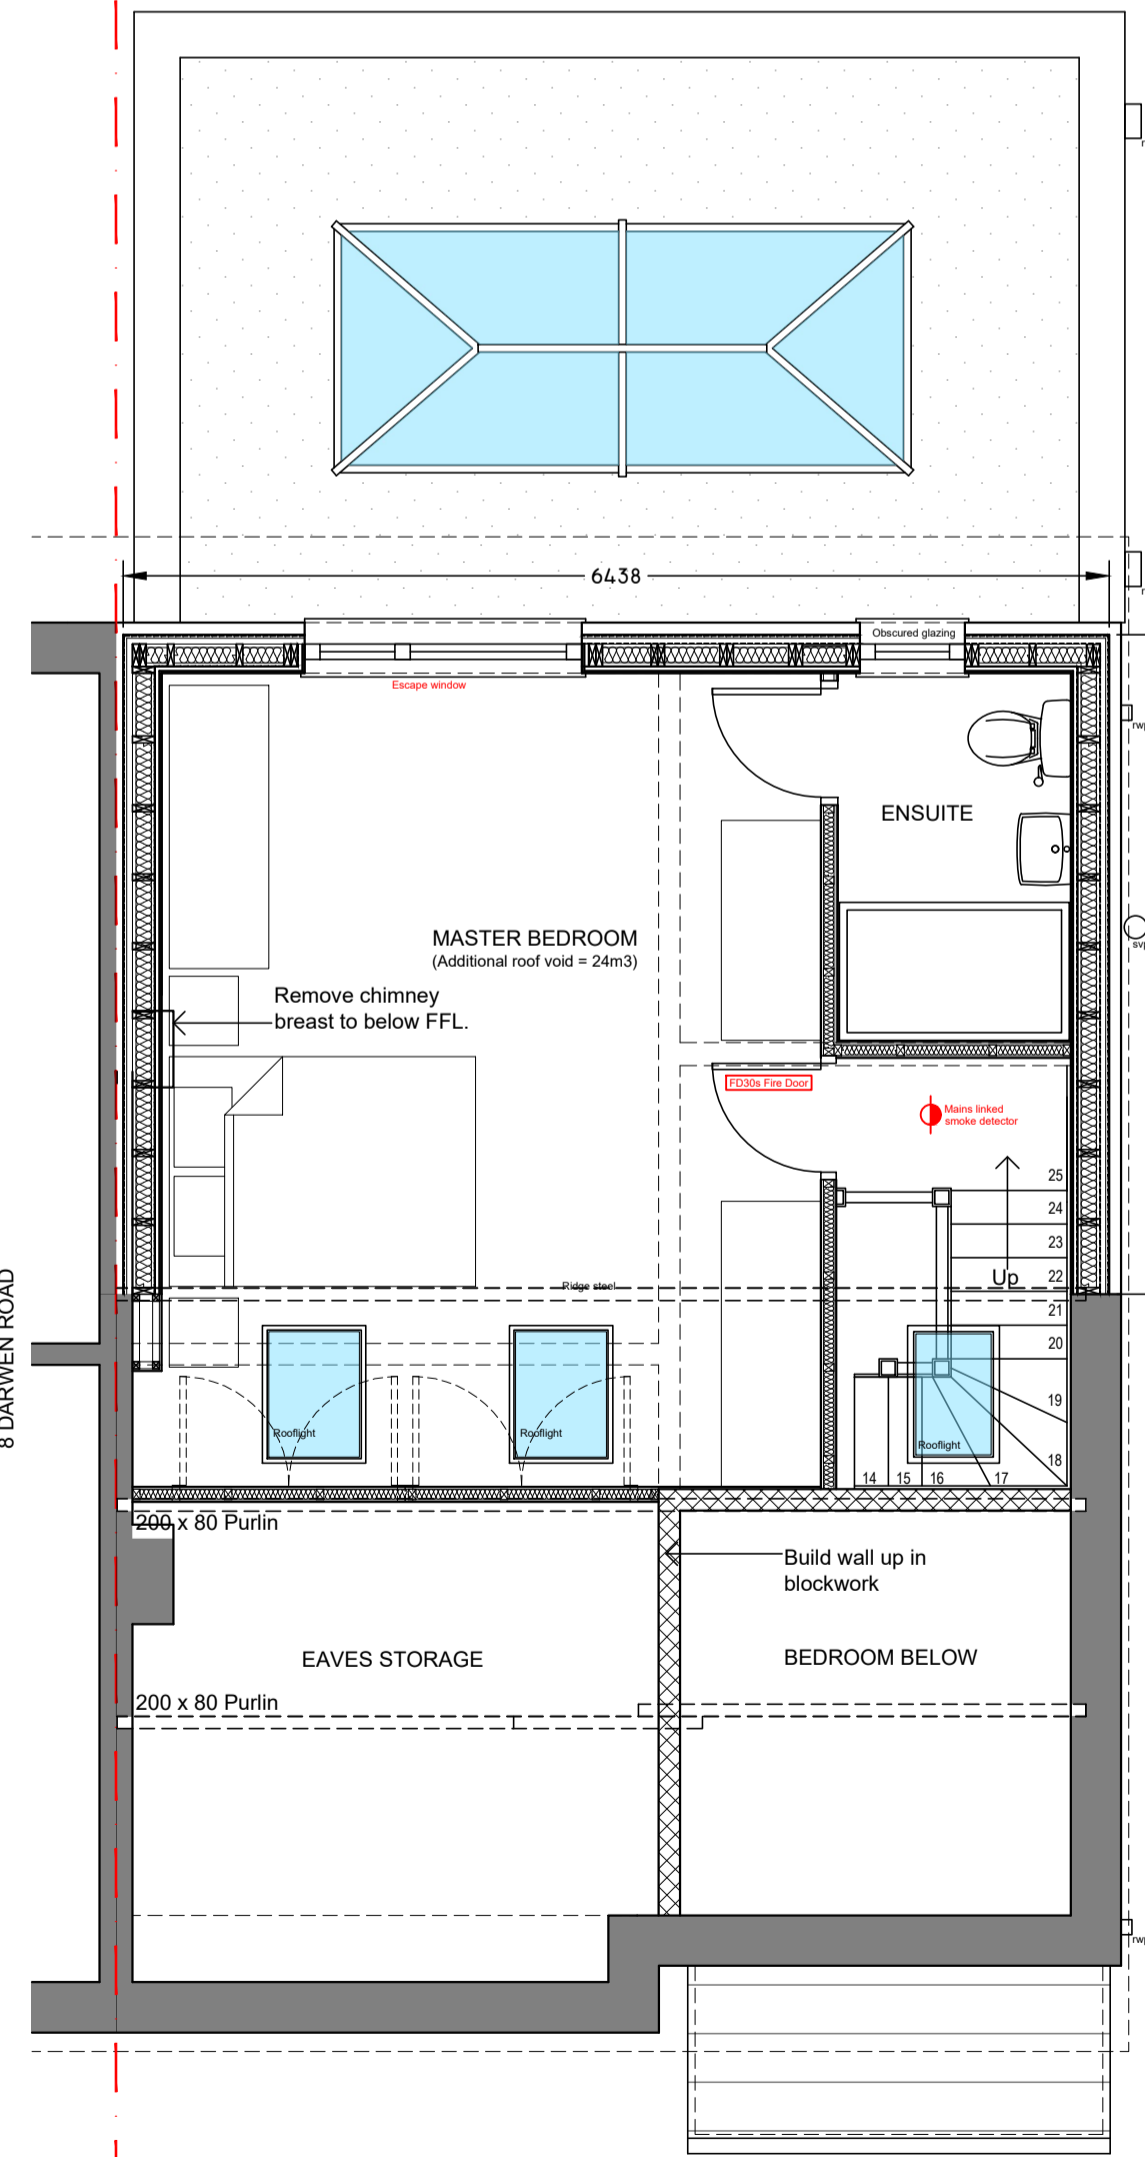 6438
Obscured glazing
Escape window
rwp
ENSUITE
svp
MASTER BEDROOM
(Additional roof void = 24m3)
Remove chimney
breast to below FFL.
FD30s Fire Door
Mains linked
smoke detector
25
24
23
22
21
20
19
18
17
16
15
14
Up
Ridge steel
8 DARWEN ROAD
Rooflight
Rooflight
Rooflight
200 x 80 Purlin
Build wall up in
blockwork
EAVES STORAGE
BEDROOM BELOW
200 x 80 Purlin
rwp